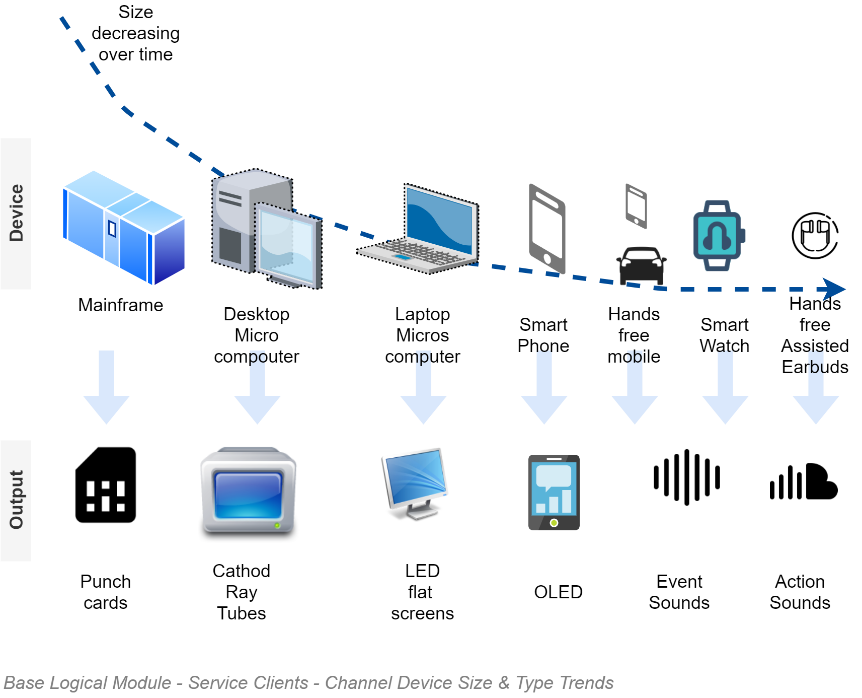 Size
decreasing
over time
Device
Mainframe
Desktop
Micro
compouter
Laptop
Micros
computer
Smart
Phone
Hands
free
mobile
Smart
Watch
Hands
free
Assisted
Earbuds
Output
Punch
cards
Cathod
Ray
Tubes
LED
flat
screens
OLED
Event
Sounds
Action
Sounds
Base Logical Module - Service Clients - Channel Device Size & Type Trends